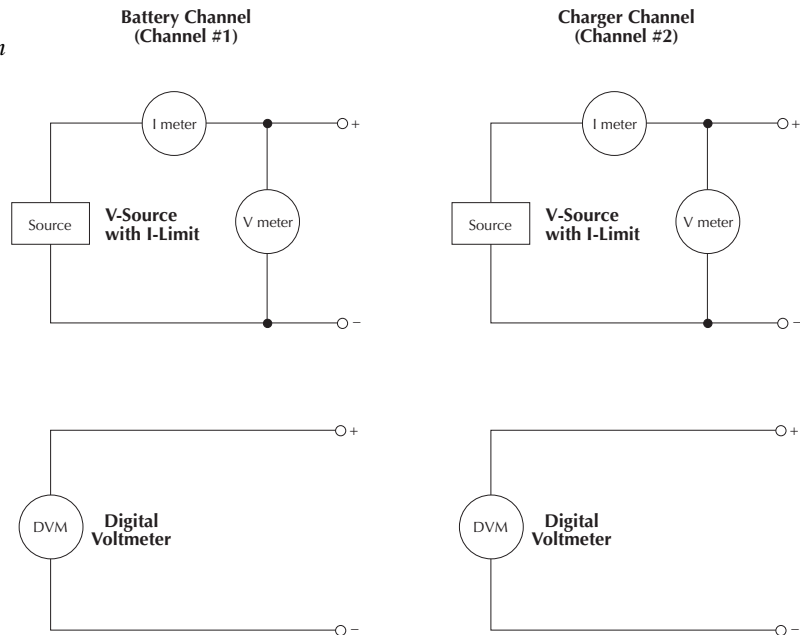 Battery Channel
(Channel #1)
Charger Channel
(Channel #2)
n
I meter
+
Source
V-Source
with I-Limit
V meter
−
I meter
+
Source
V-Source
with I-Limit
V meter
−
+
DVM
Digital
Voltmeter
−
+
DVM
Digital
Voltmeter
−